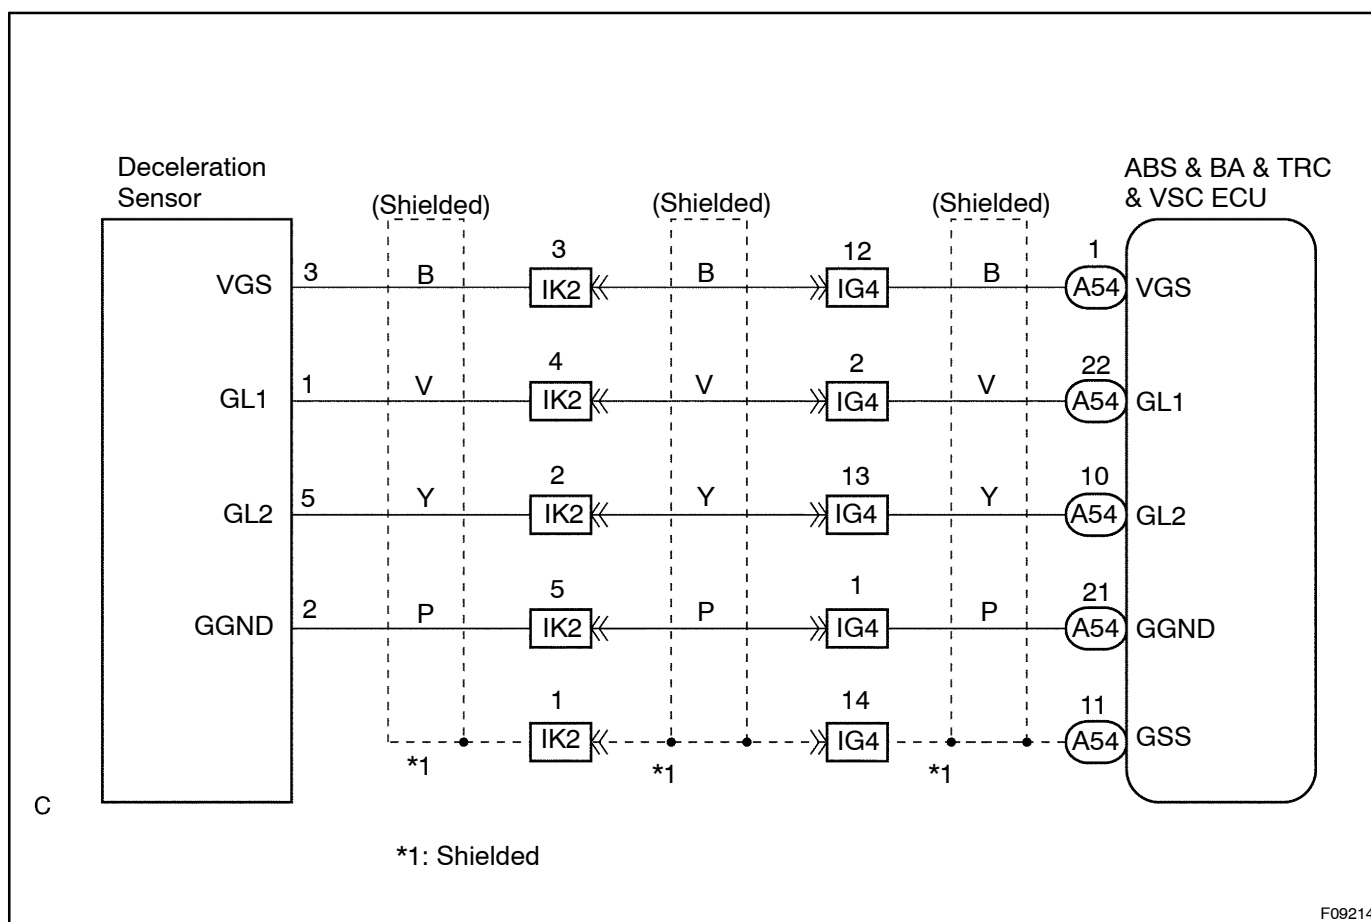 Deceleration
Sensor
ABS & BA & TRC
& VSC ECU
(Shielded) (Shielded) (Shielded)
VGS 3 B 3 IK2 B 12 IG4 B 1 A54 VGS
GL1 1 V 4 IK2 V 2 IG4 V 22 A54 GL1
GL2 5 Y 2 IK2 Y 13 IG4 Y 10 A54 GL2
GGND 2 P 5 IK2 P 1 IG4 P 21 A54 GGND
1 IK2 14 IG4 11 A54 GSS
*1 *1 *1
C
*1: Shielded
F09214